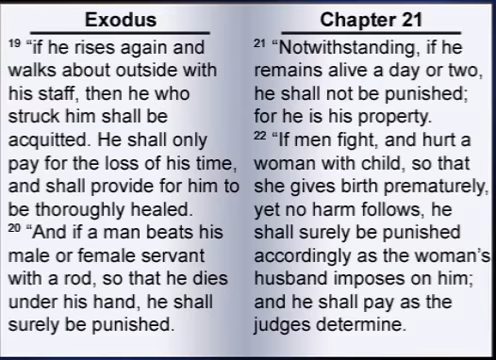 Exodus
19 “if he rises again and
walks about outside with
his staff, then he who
struck him shall be
acquitted. He shall only
pay for the loss of his time,
and shall provide for him to
be thoroughly healed.
20 “And if a man beats his
male or female servant
with a rod, so that he dies
under his hand, he shall
surely be punished.
Chapter 21
21 “Notwithstanding, if he
remains alive a day or two,
he shall not be punished;
for he is his property.
22 “If men fight, and hurt a
woman with child, so that
she gives birth prematurely,
yet no harm follows, he
shall surely be punished
accordingly as the woman’s
husband imposes on him;
and he shall pay as the
judges determine.